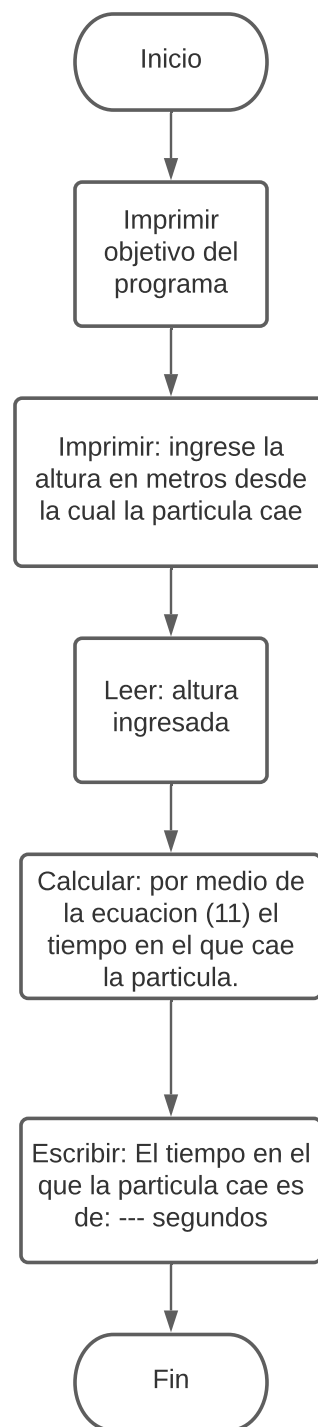 Inicio
Imprimir
objetivo del
programa
Imprimir: ingrese la
altura en metros desde
la cual la particula cae
Leer: altura
ingresada
Calcular: por medio de
la ecuacion (11) el
tiempo en el que cae
la particula.
Escribir: El tiempo en el
que la particula cae es
de: --- segundos
Fin